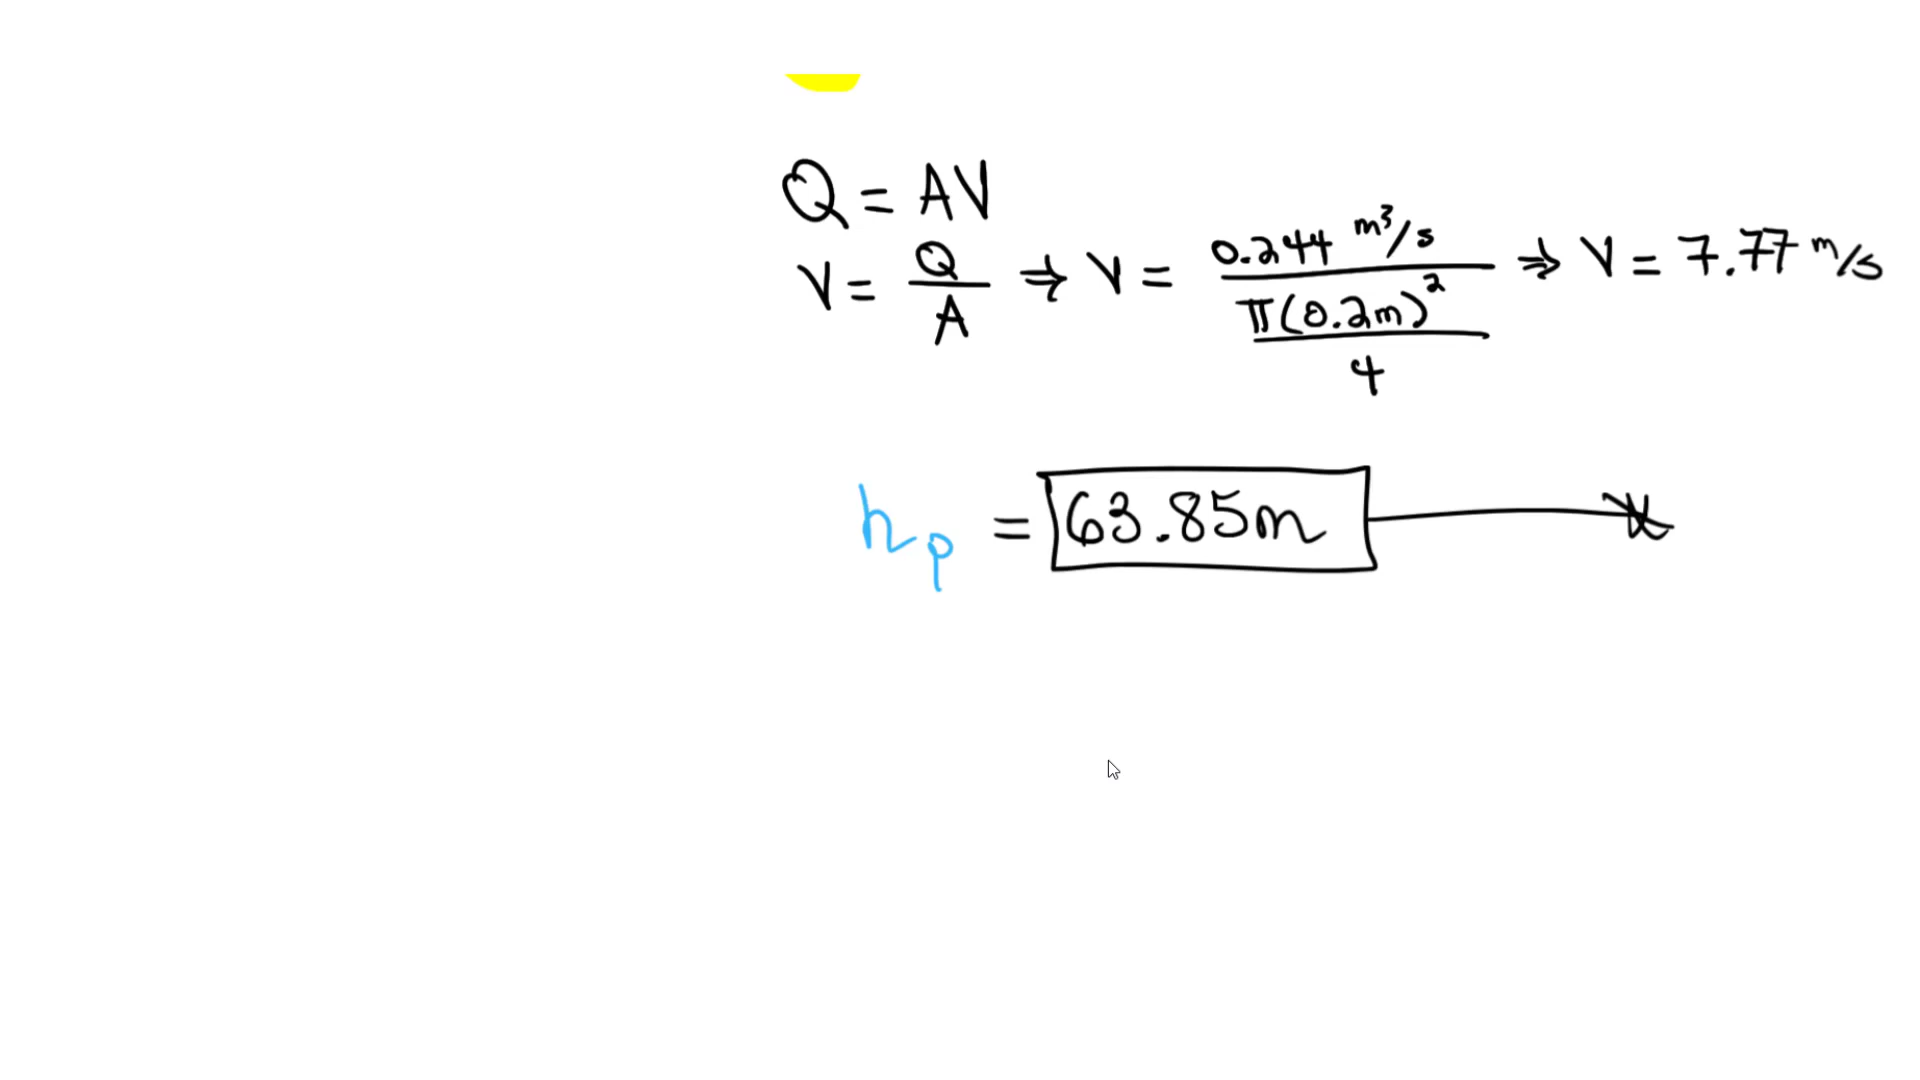 Q = AV
V = Q/A ⇒ V = 0.244 m³/s / (π(0.2m)²/4) ⇒ V = 7.77 m/s
hₚ = 63.85m